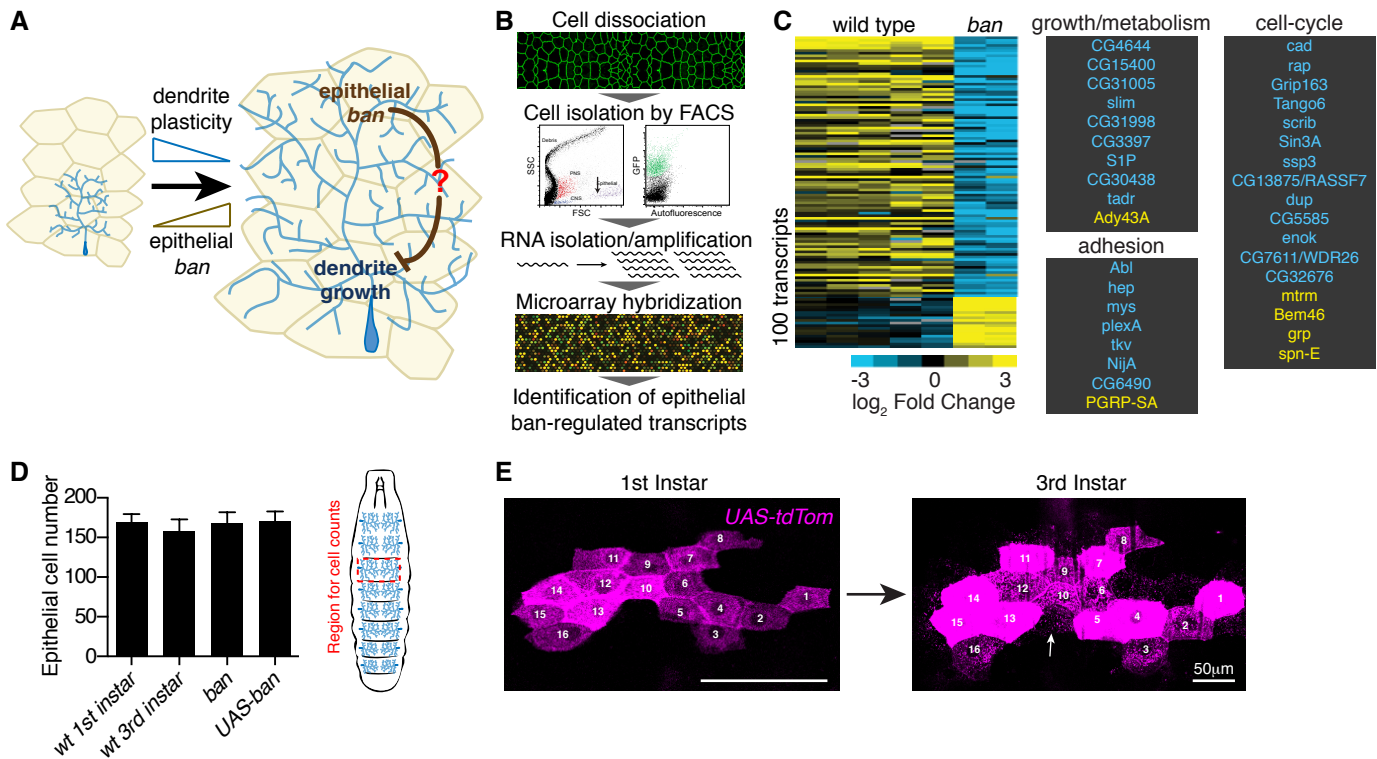 A
dendrite
plasticity
epithelial
ban
epithelial
ban
?
dendrite
growth
B
Cell dissociation
Cell isolation by FACS
SSC
Debris
PNS
CNS
Epithelial
FSC
GFP
Autofluorescence
RNA isolation/amplification
Microarray hybridization
Identification of epithelial
ban-regulated transcripts
C
wild type
ban
100 transcripts
-3
0
3
log2 Fold Change
growth/metabolism
CG4644
CG15400
CG31005
slim
CG31998
CG3397
S1P
CG30438
tadr
Ady43A
adhesion
Abl
hep
mys
plexA
tkv
NijA
CG6490
PGRP-SA
cell-cycle
cad
rap
Grip163
Tango6
scrib
Sin3A
ssp3
CG13875/RASSF7
dup
CG5585
enok
CG7611/WDR26
CG32676
mtrm
Bem46
grp
spn-E
D
Epithelial cell number
200
150
100
50
0
wt 1st instar
wt 3rd instar
ban
UAS-ban
Region for cell counts
E
1st Instar
UAS-tdTom
8
11
9
7
14
12
10
6
1
15
13
5
4
2
16
3
3rd Instar
8
11
9
7
14
12
10
6
1
15
13
5
4
2
16
3
50μm